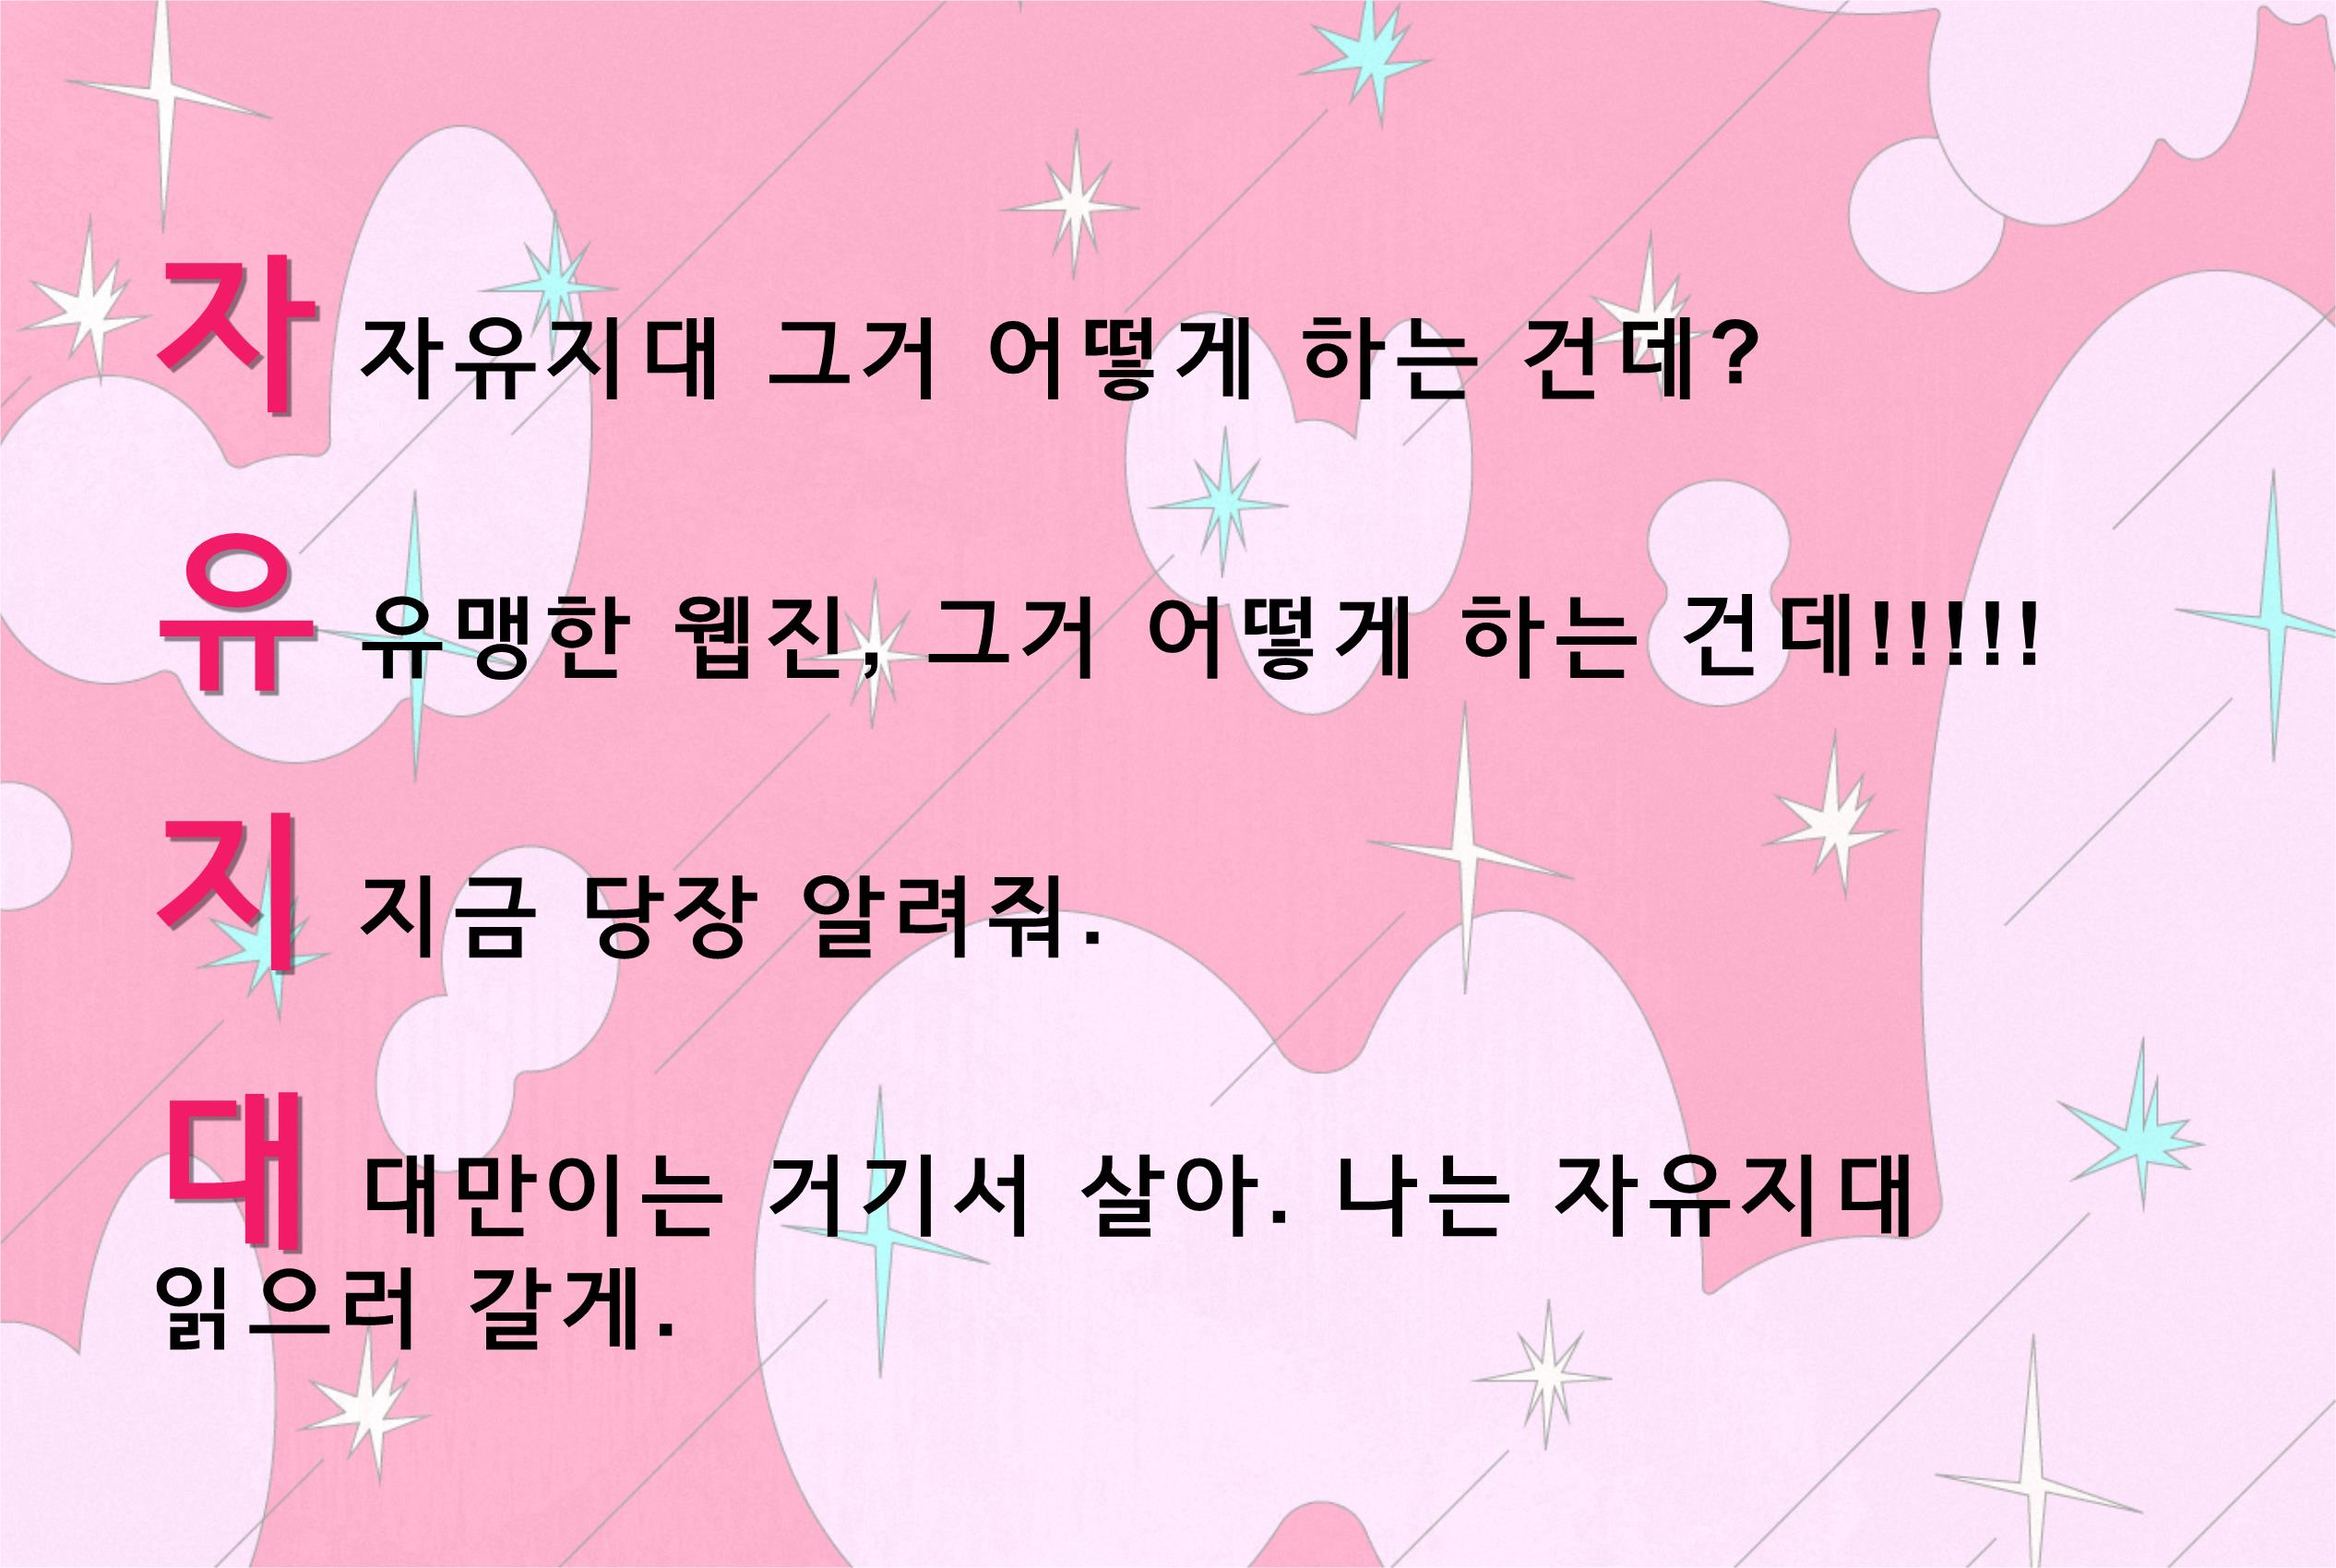 자 자유지대 그거 어떻게 하는 건데?
유 유맹한 웹진, 그거 어떻게 하는 건데!!!!!
지 지금 당장 알려줘.
대 대만이는 거기서 살아. 나는 자유지대
읽으러 갈게.